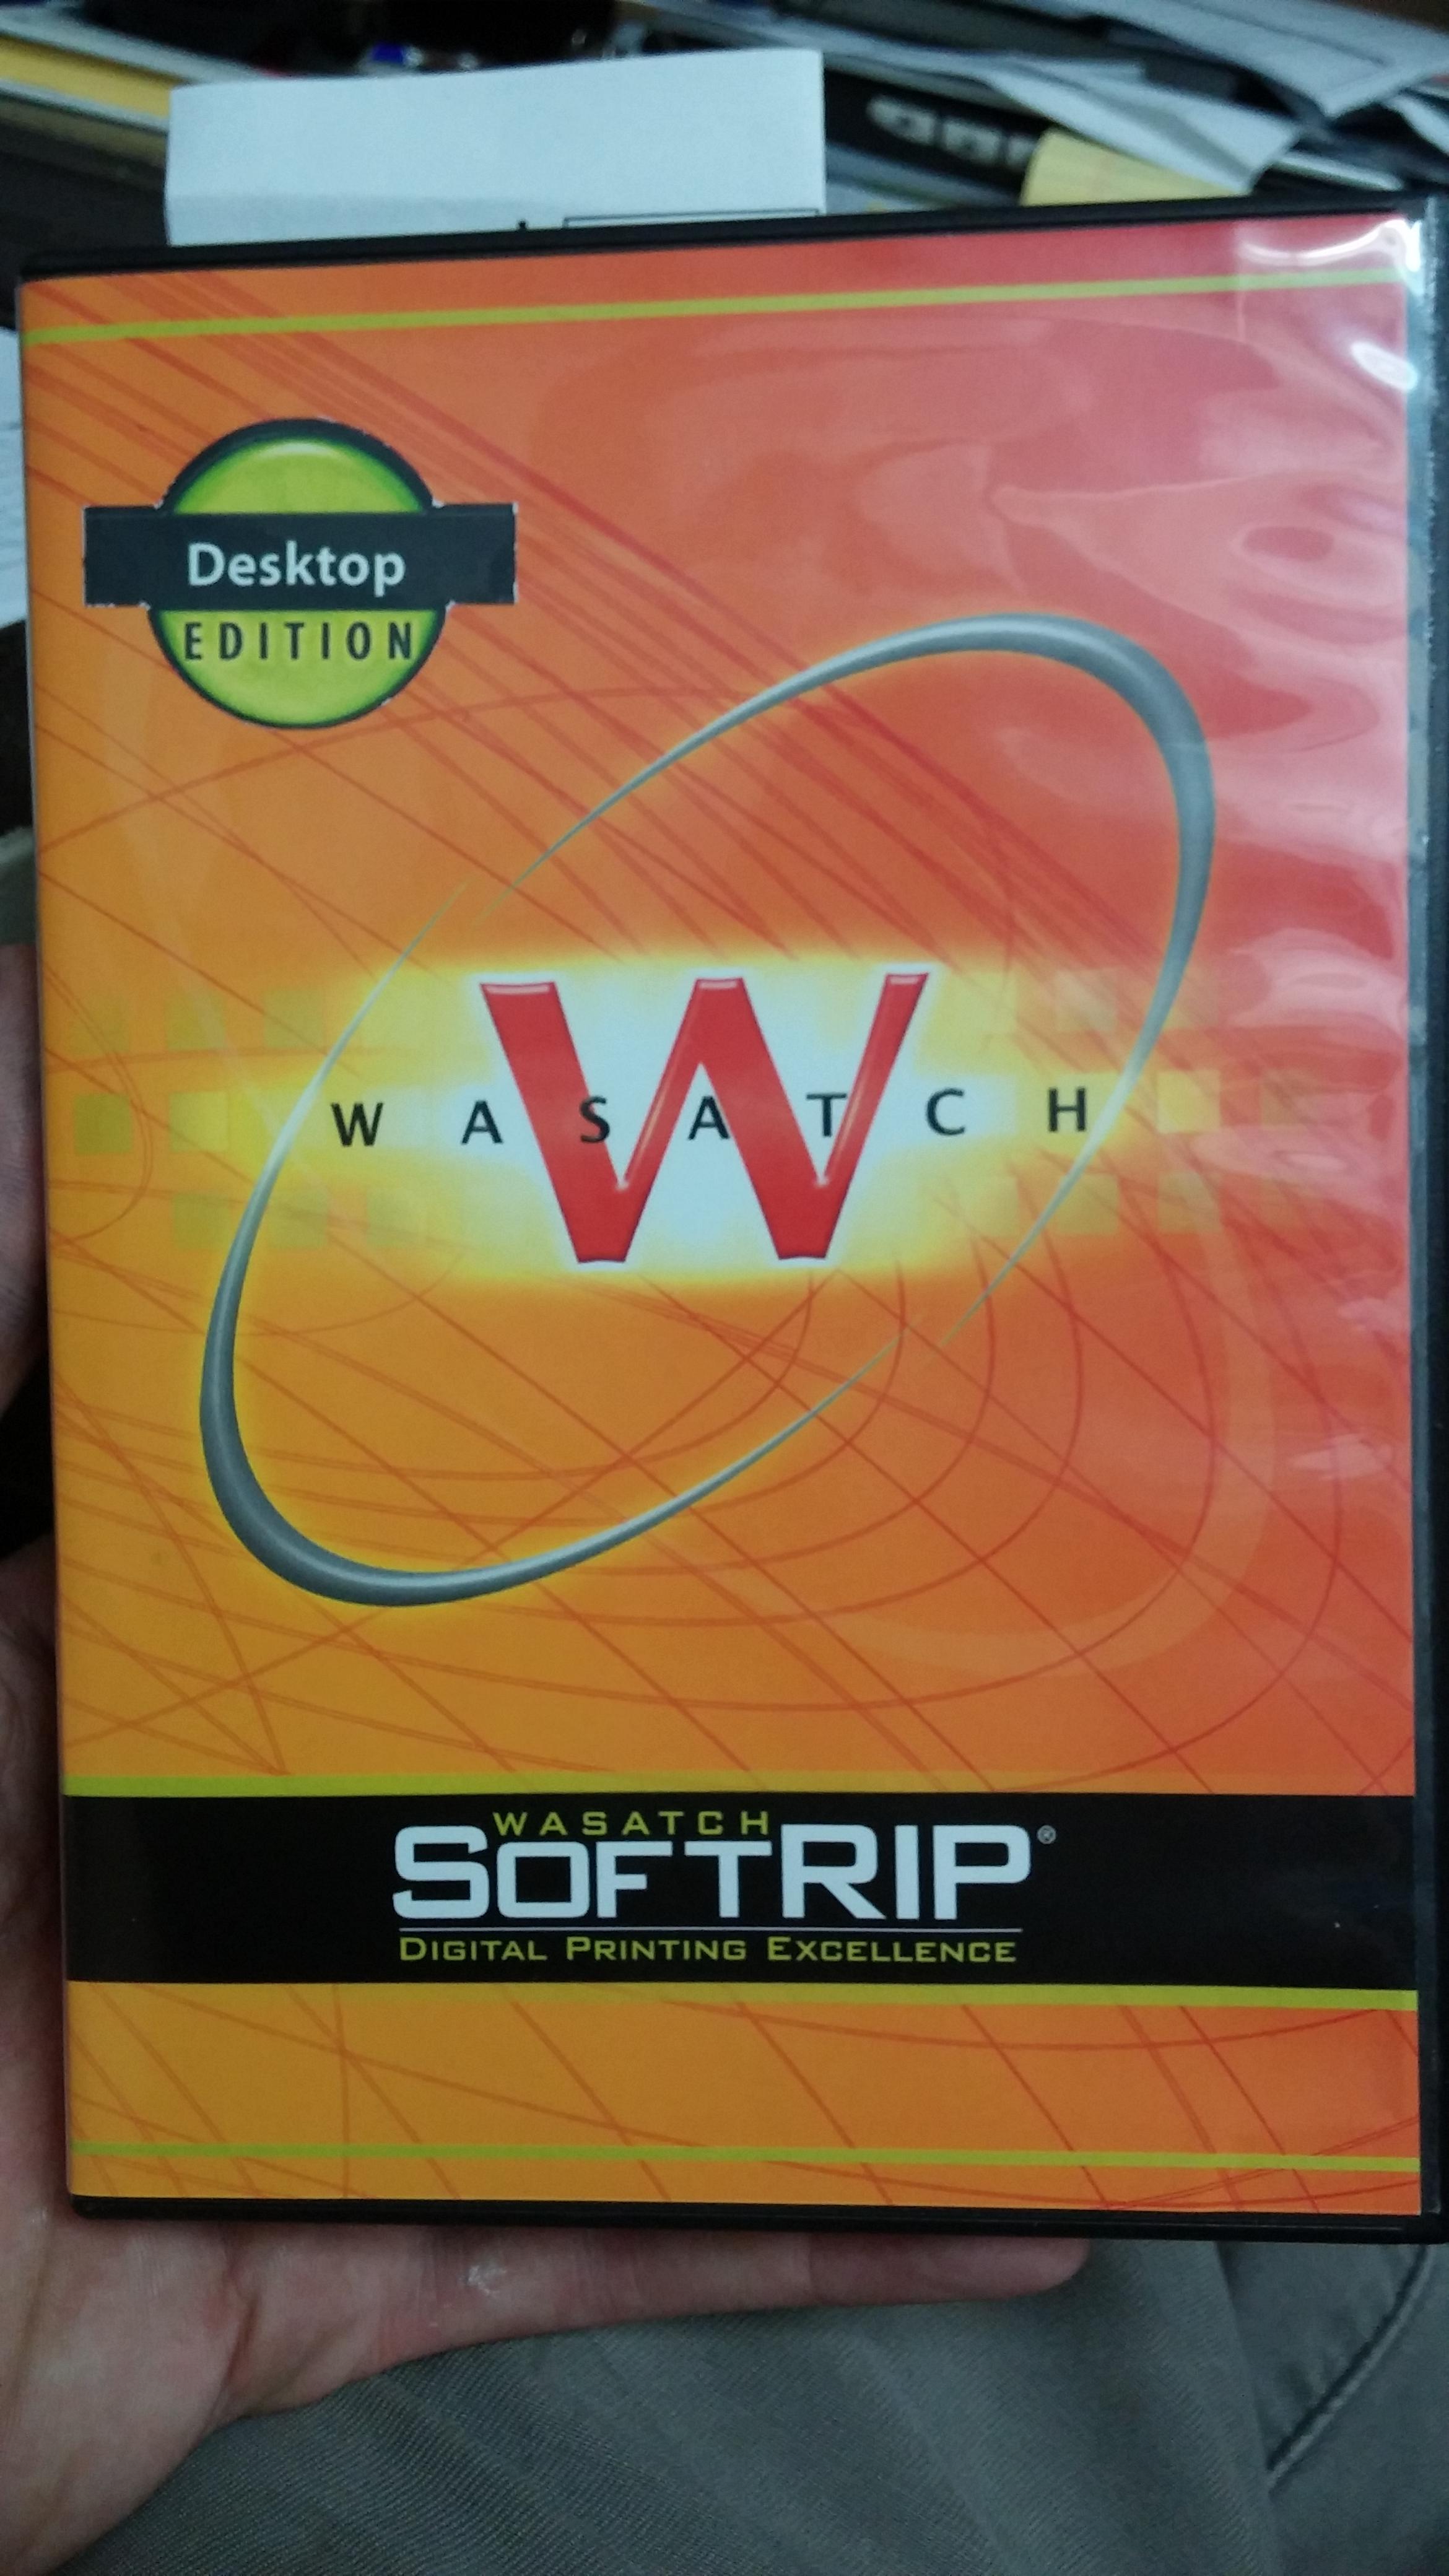 Desktop
EDITION
W
WASATCH
WASATCH
SOFTRIP®
DIGITAL PRINTING EXCELLENCE